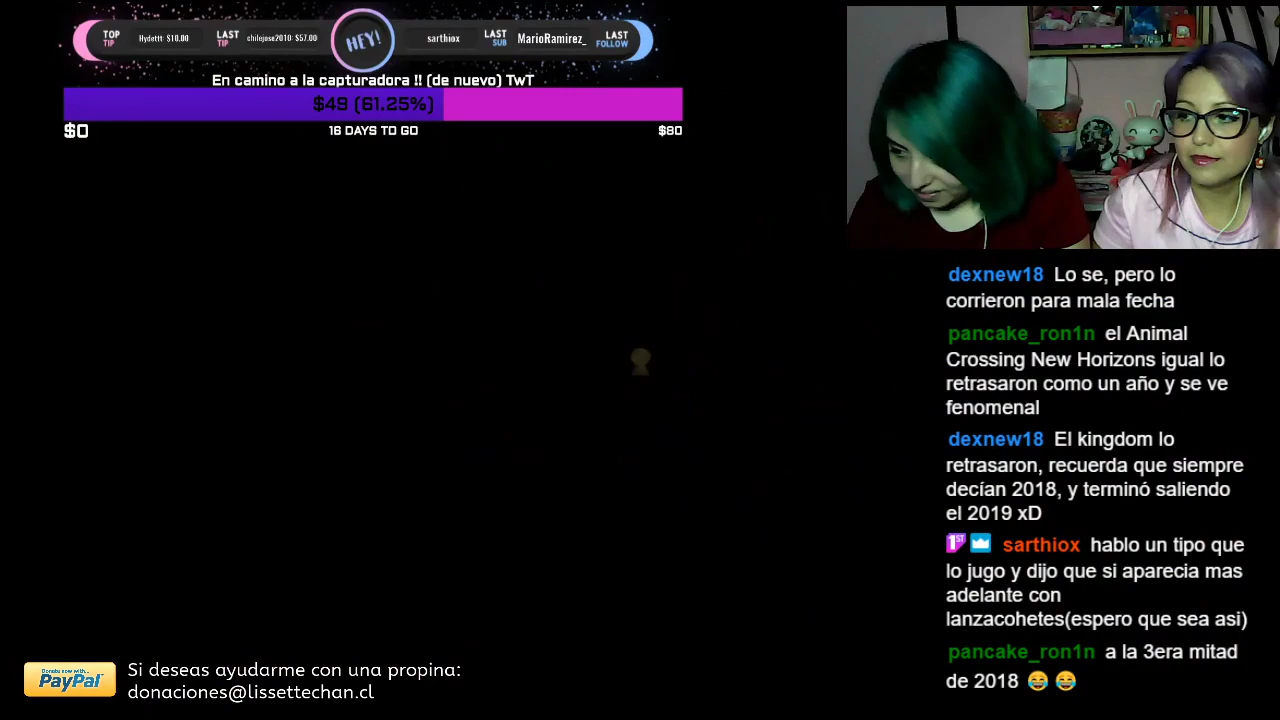 TOP TIP
Hydettt: $10.00
LAST TIP
chilejose2010: $57.00
HEY!
sarthiox
LAST SUB
MarioRamirez_
LAST FOLLOW
En camino a la capturadora !! (de nuevo) TwT
$49 (61.25%)
$0
16 DAYS TO GO
$80
dexnew18 Lo se, pero lo
corrieron para mala fecha
pancake_ron1n el Animal
Crossing New Horizons igual lo
retrasaron como un año y se ve
fenomenal
dexnew18 El kingdom lo
retrasaron, recuerda que siempre
decían 2018, y terminó saliendo
el 2019 xD
1ST sarthiox hablo un tipo que
lo jugo y dijo que si aparecia mas
adelante con
lanzacohetes(espero que sea asi)
pancake_ron1n a la 3era mitad
de 2018 😂 😂
Donate now with...
PayPal
Si deseas ayudarme con una propina:
donaciones@lissettechan.cl